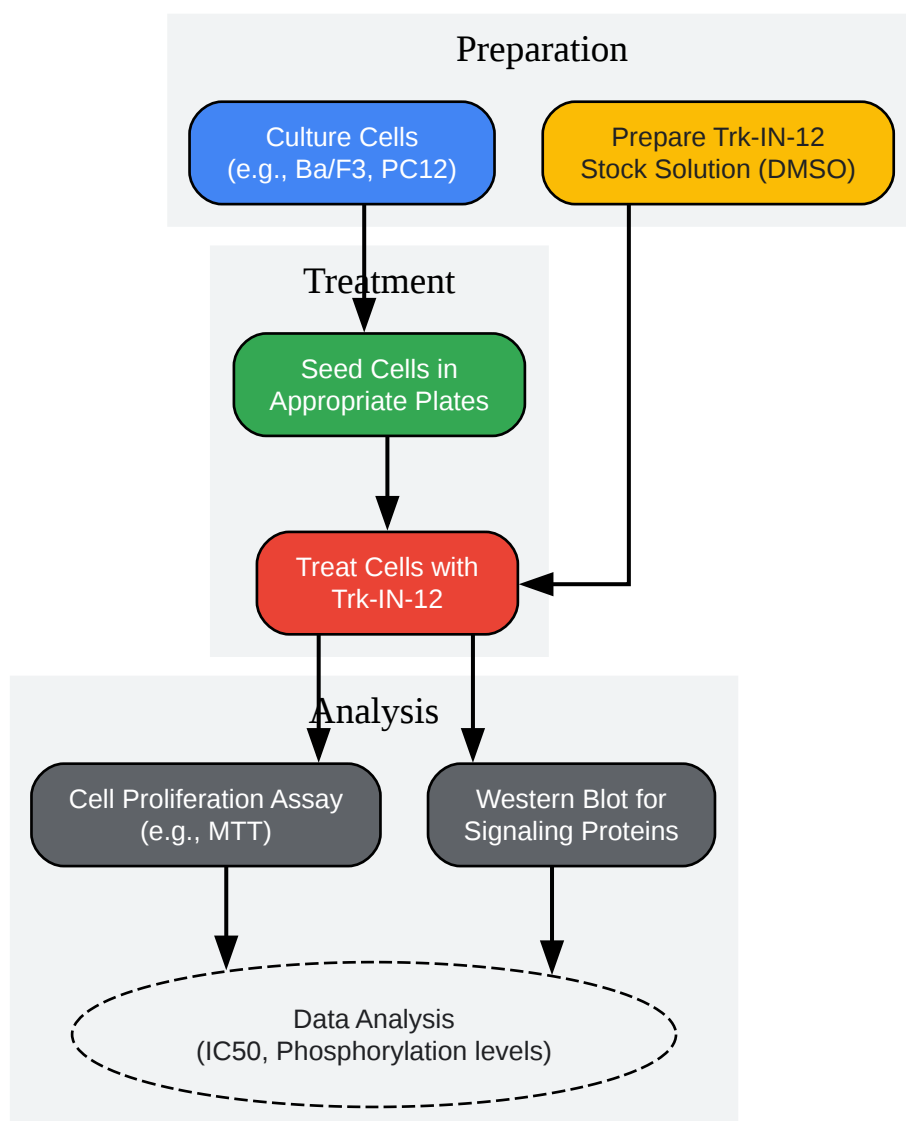 Preparation
Culture Cells
(e.g., Ba/F3, PC12)
Prepare Trk-IN-12
Stock Solution (DMSO)
Treatment
Seed Cells in
Appropriate Plates
Treat Cells with
Trk-IN-12
Analysis
Cell Proliferation Assay
(e.g., MTT)
Western Blot for
Signaling Proteins
Data Analysis
(IC50, Phosphorylation levels)